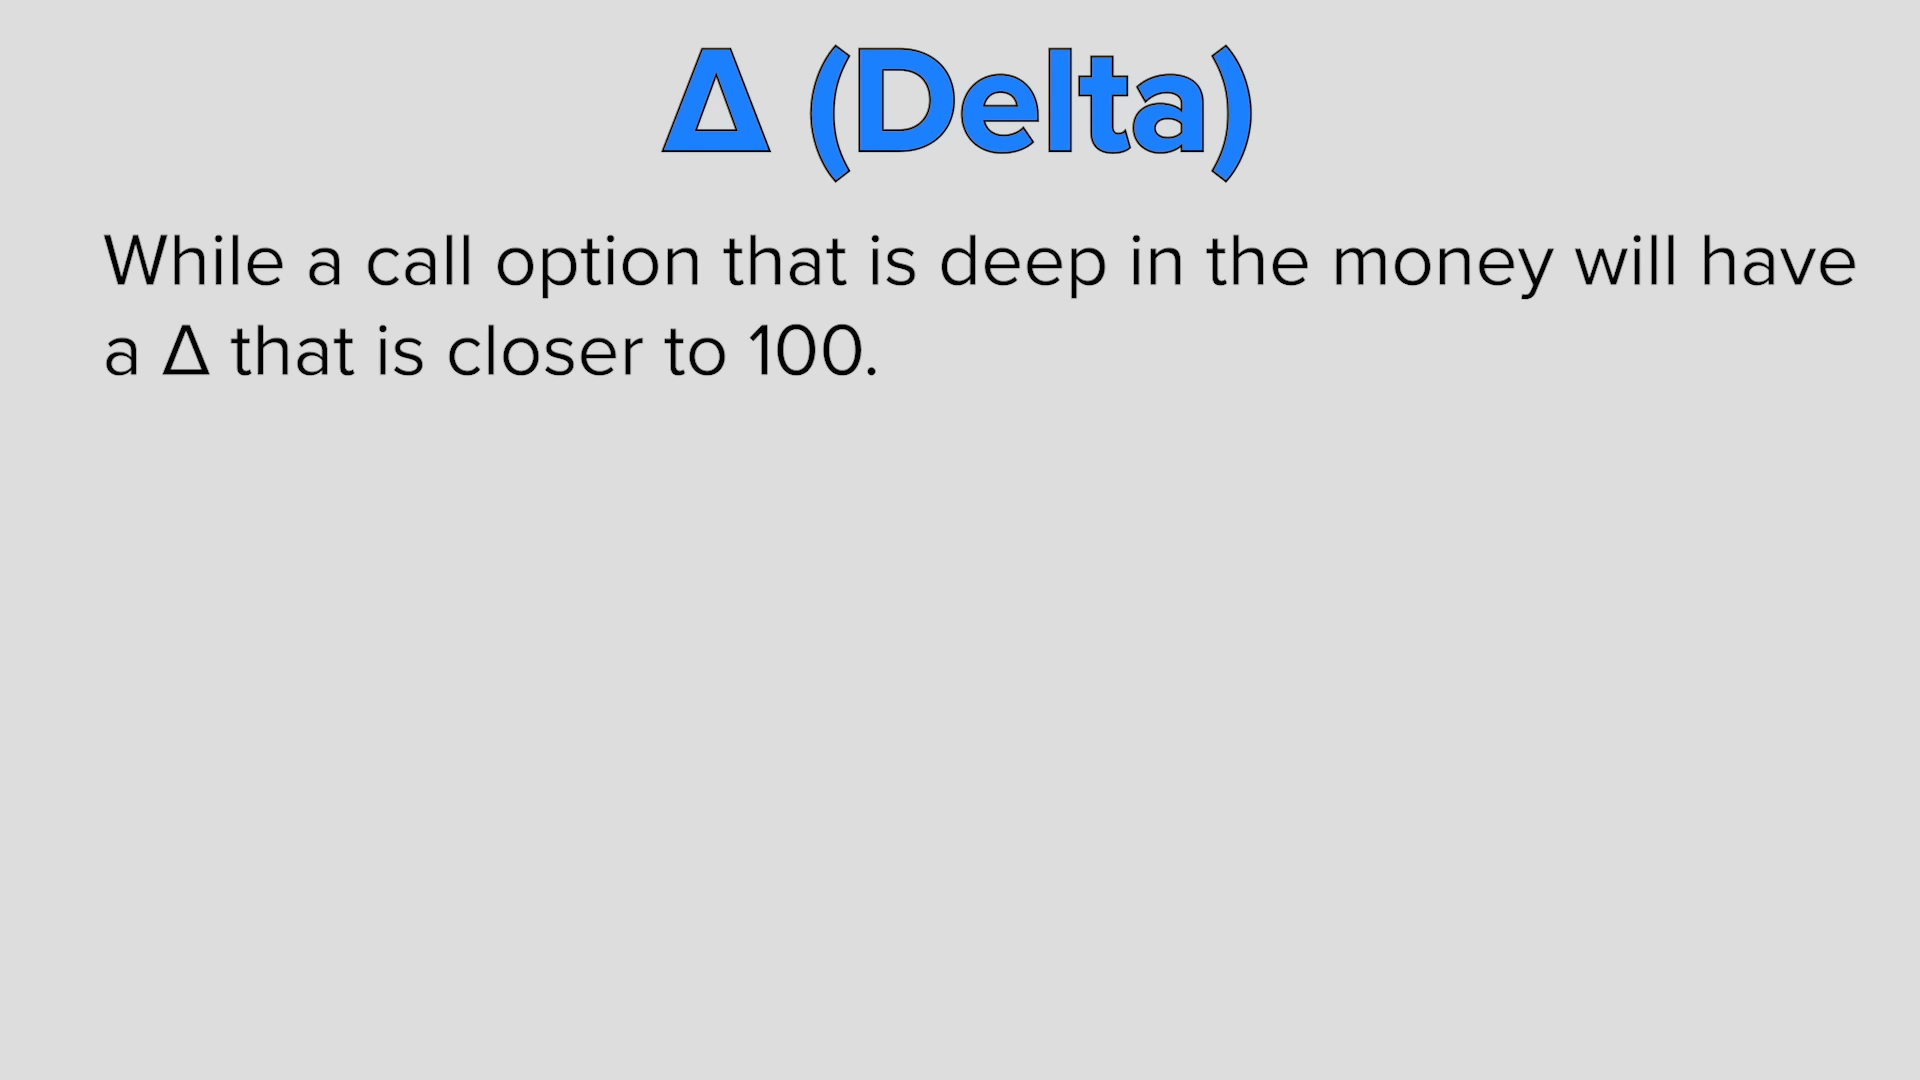 Δ (Delta)
While a call option that is deep in the money will have
a Δ that is closer to 100.